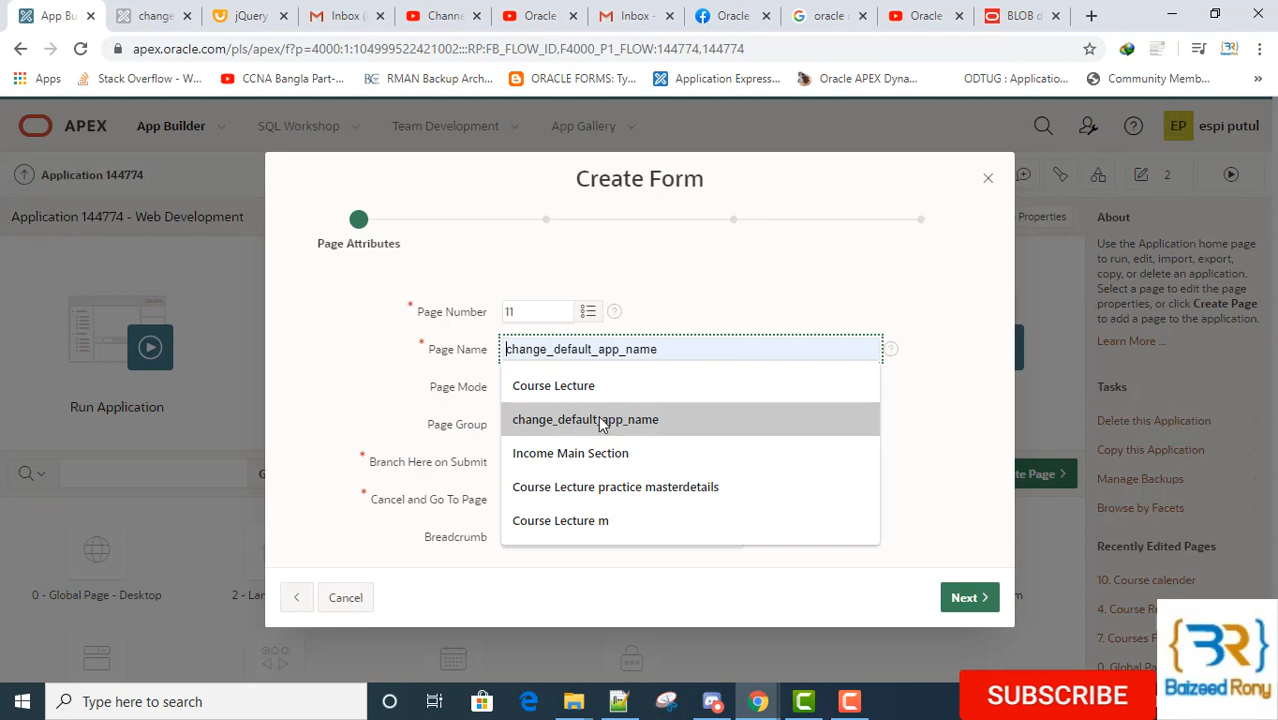 App Bu
change
jQuery
Inbox (
Channe
Oracle
Inbox -
Oracle
oracle
Oracle
BLOB d
apex.oracle.com/pls/apex/f?p=4000:1:104999522421002:::RP:FB_FLOW_ID,F4000_P1_FLOW:144774,144774
Apps
Stack Overflow - W...
CCNA Bangla Part-...
RMAN Backup Arch...
ORACLE FORMS: Ty...
Application Express...
Oracle APEX Dyna...
ODTUG : Applicatio...
Community Memb...
APEX
App Builder
SQL Workshop
Team Development
App Gallery
EP
espi putul
Application 144774
2
Application 144774 - Web Development
Properties
Create Form
Page Attributes
* Page Number
11
* Page Name
change_default_app_name
Page Mode
Course Lecture
change_default_app_name
Page Group
Income Main Section
* Branch Here on Submit
Course Lecture practice masterdetails
* Cancel and Go To Page
Course Lecture m
Breadcrumb
Cancel
Next
Run Application
te Page
0 - Global Page - Desktop
About
Use the Application home page
to run, edit, import, export,
copy, or delete an application.
Select a page to edit the page
properties, or click Create Page
to add a page to the application.
Learn More...
Tasks
Delete this Application
Copy this Application
Manage Backups
Browse by Facets
Recently Edited Pages
10. Course calender
4. Course Re
7. Courses F
0. Global Pag
BR
Baizeed Rony
SUBSCRIBE
Type here to search